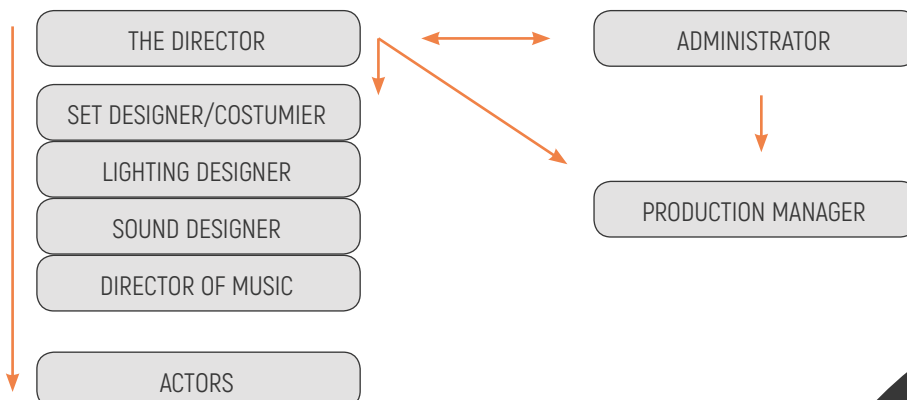 THE DIRECTOR
ADMINISTRATOR
SET DESIGNER/COSTUMIER
LIGHTING DESIGNER
SOUND DESIGNER
PRODUCTION MANAGER
DIRECTOR OF MUSIC
ACTORS